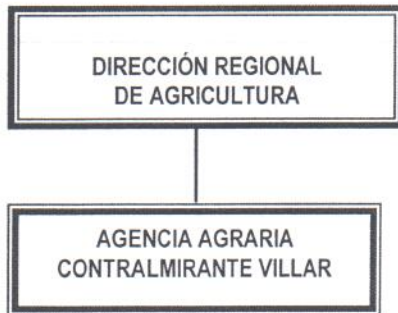 DIRECCIÓN REGIONAL
DE AGRICULTURA
AGENCIA AGRARIA
CONTRALMIRANTE VILLAR